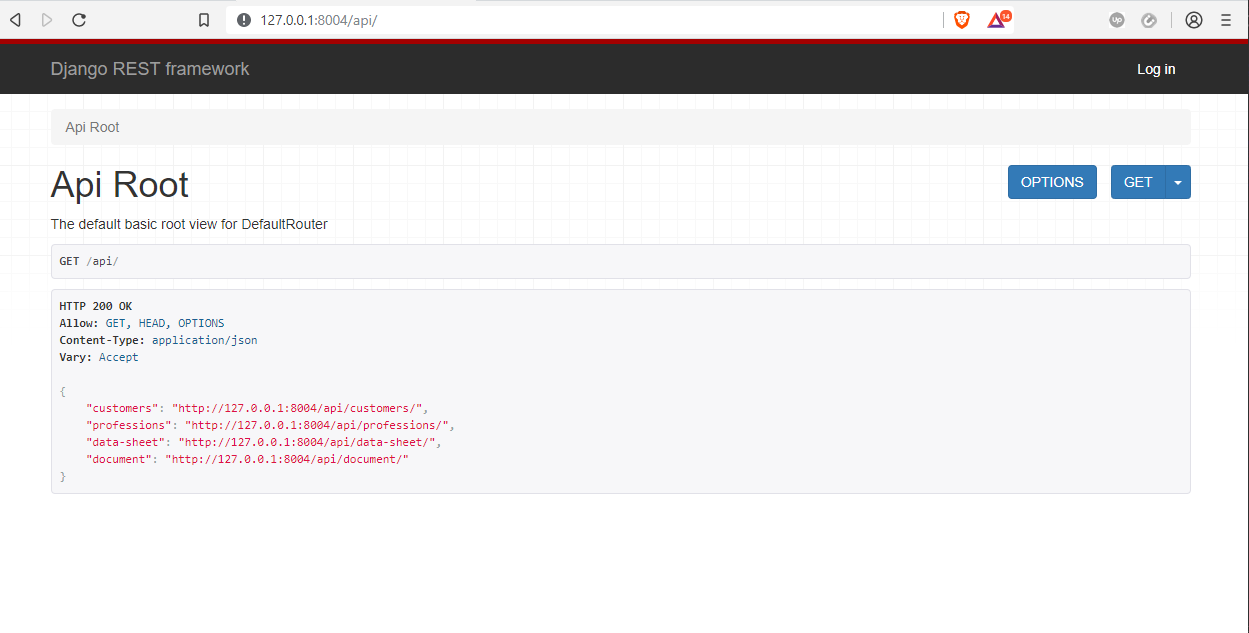 127.0.0.1:8004/api/
14
UP
Django REST framework
Log in
Api Root
Api Root
OPTIONS
GET
The default basic root view for DefaultRouter
GET /api/
HTTP 200 OK
Allow: GET, HEAD, OPTIONS
Content-Type: application/json
Vary: Accept
{
    "customers": "http://127.0.0.1:8004/api/customers/",
    "professions": "http://127.0.0.1:8004/api/professions/",
    "data-sheet": "http://127.0.0.1:8004/api/data-sheet/",
    "document": "http://127.0.0.1:8004/api/document/"
}